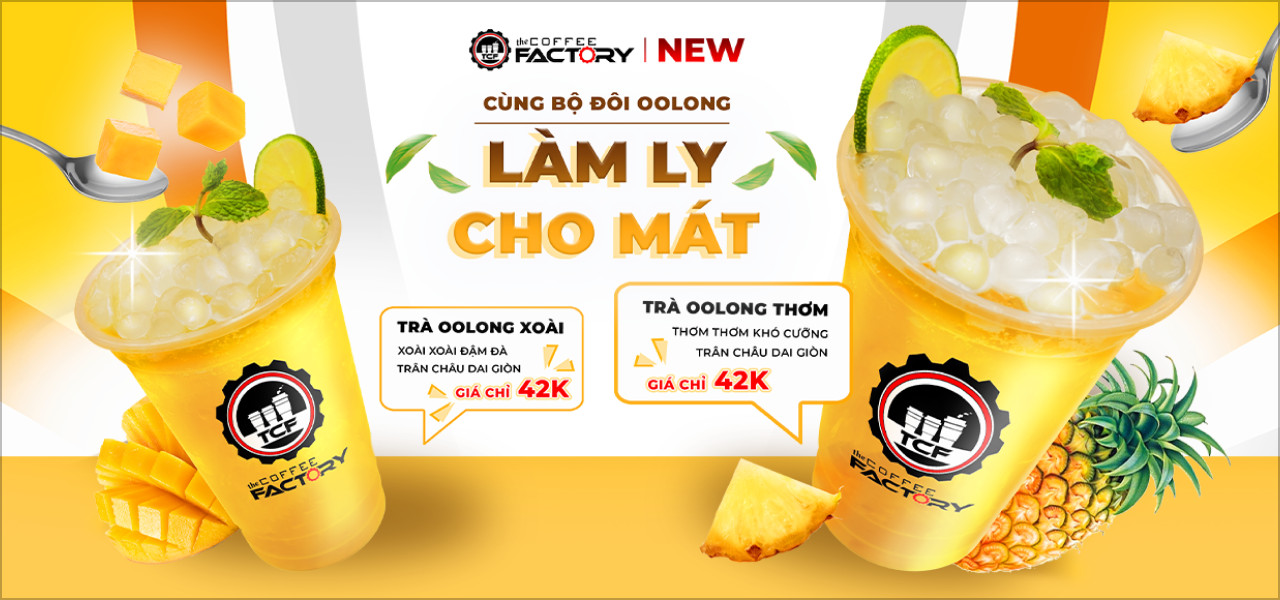 the COFFEE
FACTORY
TCF
NEW
CÙNG BỘ ĐÔI OOLONG
LÀM LY
CHO MÁT
TRÀ OOLONG XOÀI
XOÀI XOÀI ĐẬM ĐÀ
TRÂN CHÂU DAI GIÒN
GIÁ CHỈ 42K
TRÀ OOLONG THƠM
THƠM THƠM KHÓ CƯỠNG
TRÂN CHÂU DAI GIÒN
GIÁ CHỈ 42K
TCF
the COFFEE
FACTORY
TCF
the COFFEE
FACTORY